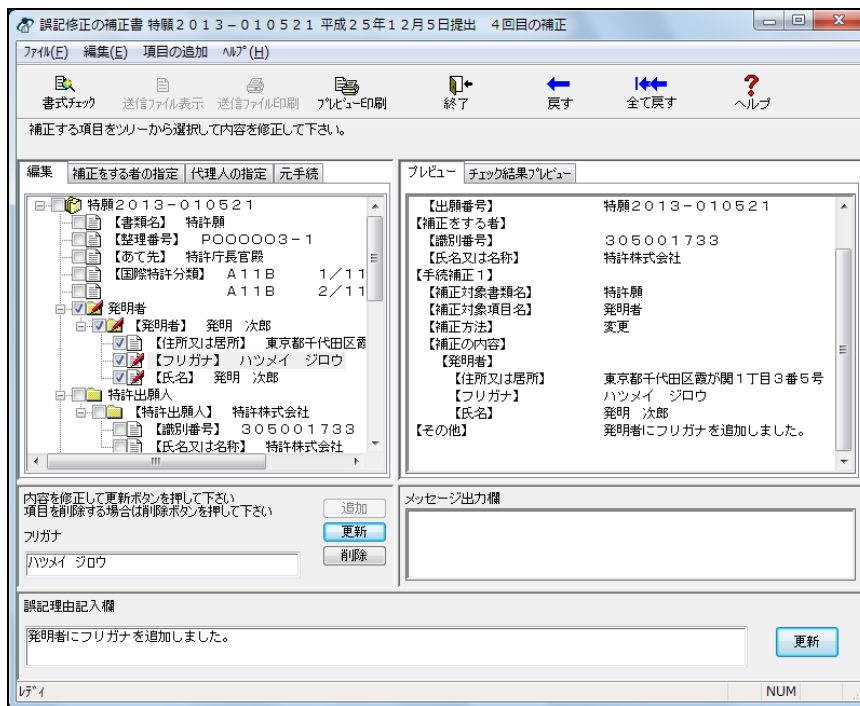 誤記修正の補正書 特願２０１３－０１０５２１ 平成２５年１２月５日提出　４回目の補正
ﾌｧｲﾙ(F)　編集(E)　項目の追加　ﾍﾙﾌﾟ(H)
書式ﾁｪｯｸ　送信ﾌｧｲﾙ表示　送信ﾌｧｲﾙ印刷　ﾌﾟﾚﾋﾞｭｰ印刷　終了　戻す　全て戻す　ヘルプ
補正する項目をツリーから選択して内容を修正して下さい。
編集　補正をする者の指定　代理人の指定　元手続
特願２０１３－０１０５２１
【書類名】　特許願
【整理番号】　Ｐ００００００３－１
【あて先】　特許庁長官殿
【国際特許分類】　Ａ１１Ｂ　１／１１
Ａ１１Ｂ　２／１１
発明者
【発明者】　発明　次郎
【住所又は居所】　東京都千代田区霞
【フリガナ】　ハツメイ　ジロウ
【氏名】　発明　次郎
特許出願人
【特許出願人】　特許株式会社
【識別番号】　３０５００１７３３
【氏名又は名称】　特許株式会社
プレビュー　ﾁｪｯｸ結果ﾌﾟﾚﾋﾞｭｰ
【出願番号】　特願２０１３－０１０５２１
【補正をする者】
【識別番号】　３０５００１７３３
【氏名又は名称】　特許株式会社
【手続補正１】
【補正対象書類名】　特許願
【補正対象項目名】　発明者
【補正方法】　変更
【補正の内容】
【発明者】
【住所又は居所】　東京都千代田区霞が関１丁目３番５号
【フリガナ】　ハツメイ　ジロウ
【氏名】　発明　次郎
【その他】　発明者にフリガナを追加しました。
内容を修正して更新ボタンを押して下さい
項目を削除する場合は削除ボタンを押して下さい
追加
フリガナ
更新
ハツメイ ジロウ
削除
メッセージ出力欄
誤記理由記入欄
発明者にフリガナを追加しました。
更新
ﾚﾃﾞｨ
NUM